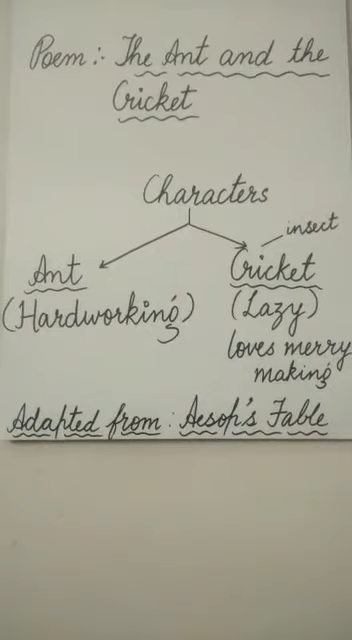 Poem :- The Ant and the
Cricket
Characters
insect
Ant
Cricket
(Hardworking)
(Lazy)
loves merry
making
Adapted from : Aesop's Fable